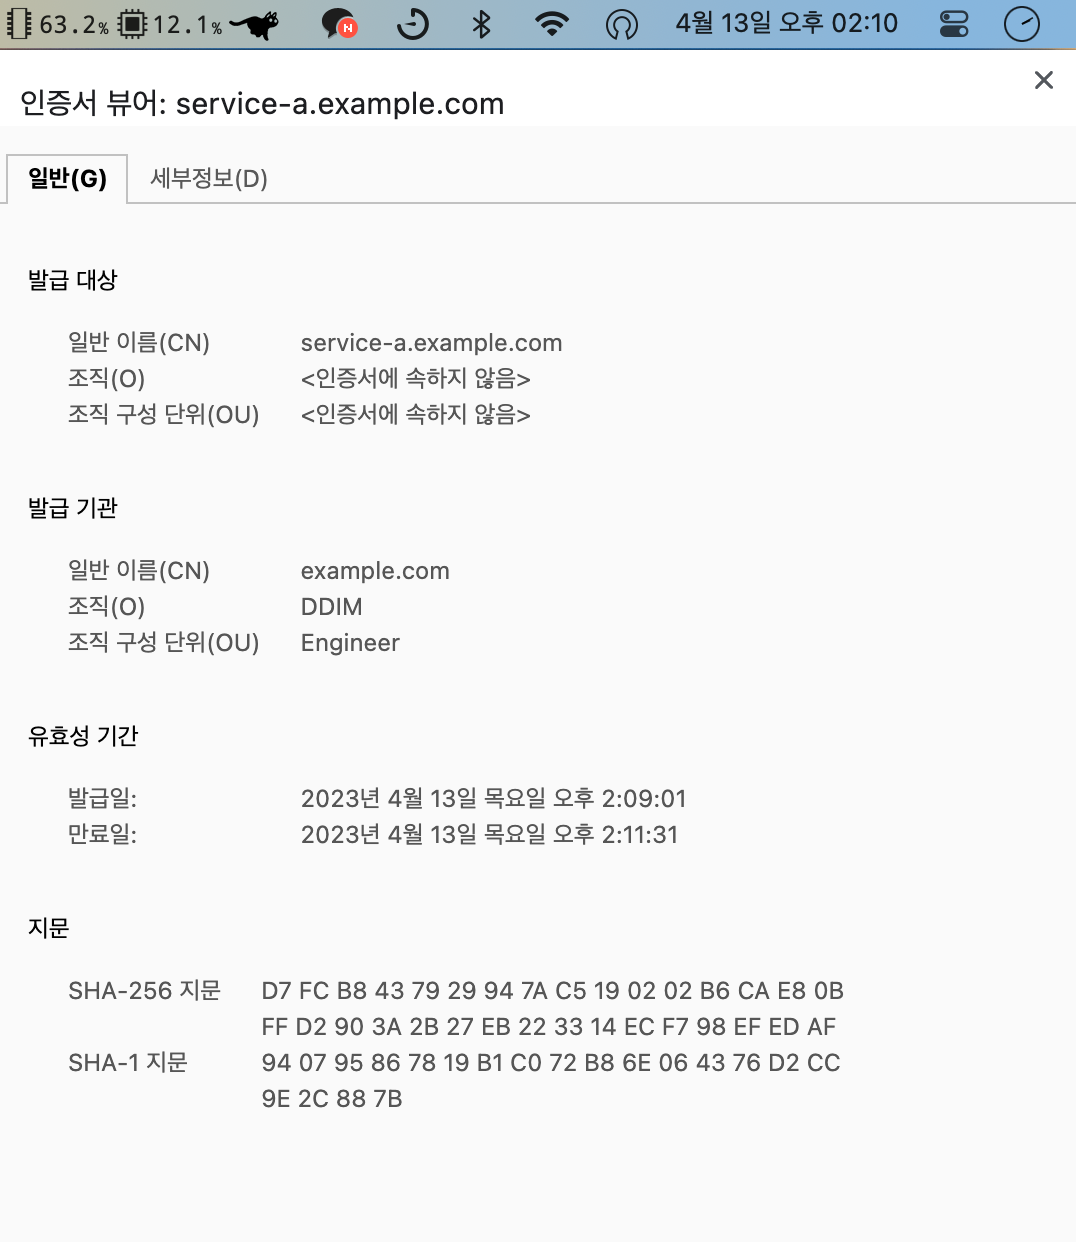 63.2% 12.1% N 4월 13일 오후 02:10
인증서 뷰어: service-a.example.com
일반(G) 세부정보(D)
발급 대상
일반 이름(CN) service-a.example.com
조직(O) <인증서에 속하지 않음>
조직 구성 단위(OU) <인증서에 속하지 않음>
발급 기관
일반 이름(CN) example.com
조직(O) DDIM
조직 구성 단위(OU) Engineer
유효성 기간
발급일: 2023년 4월 13일 목요일 오후 2:09:01
만료일: 2023년 4월 13일 목요일 오후 2:11:31
지문
SHA-256 지문 D7 FC B8 43 79 29 94 7A C5 19 02 02 B6 CA E8 0B
FF D2 90 3A 2B 27 EB 22 33 14 EC F7 98 EF ED AF
SHA-1 지문 94 07 95 86 78 19 B1 C0 72 B8 6E 06 43 76 D2 CC
9E 2C 88 7B